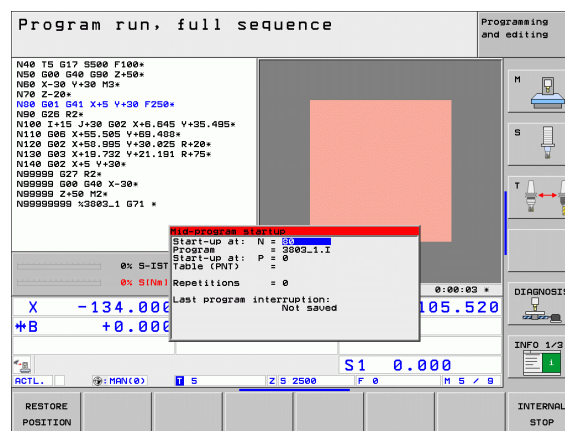 Program run, full sequence
Programming and editing
N40 T5 G17 S500 F100*
N50 G00 G40 G90 Z+50*
N60 X-30 Y+30 M3*
N70 Z-20*
N80 G01 G41 X+5 Y+30 F250*
N90 G26 R2*
N100 I+15 J+30 G02 X+6.645 Y+35.495*
N110 G06 X+55.505 Y+69.488*
N120 G02 X+58.995 Y+30.025 R+20*
N130 G03 X+19.732 Y+21.191 R+75*
N140 G02 X+5 Y+30*
N99999 G27 R2*
N99999 G00 G40 X-30*
N99999 Z+50 M2*
N99999999 %3803_1 G71 *
Mid-program startup
Start-up at: N = 80
Program = 3803_1.I
Start-up at: P = 0
Table (PNT) =
Repetitions = 0
Last program interruption:
Not saved
0% S-IST
0% S[Nm]
0:00:03
X -134.000
105.520
B +0.000
S1 0.000
ACTL. MAN(0) T 5 Z S 2500 F 0 M 5 / 9
M
S
T
DIAGNOSIS
INFO 1/3
RESTORE POSITION
INTERNAL STOP